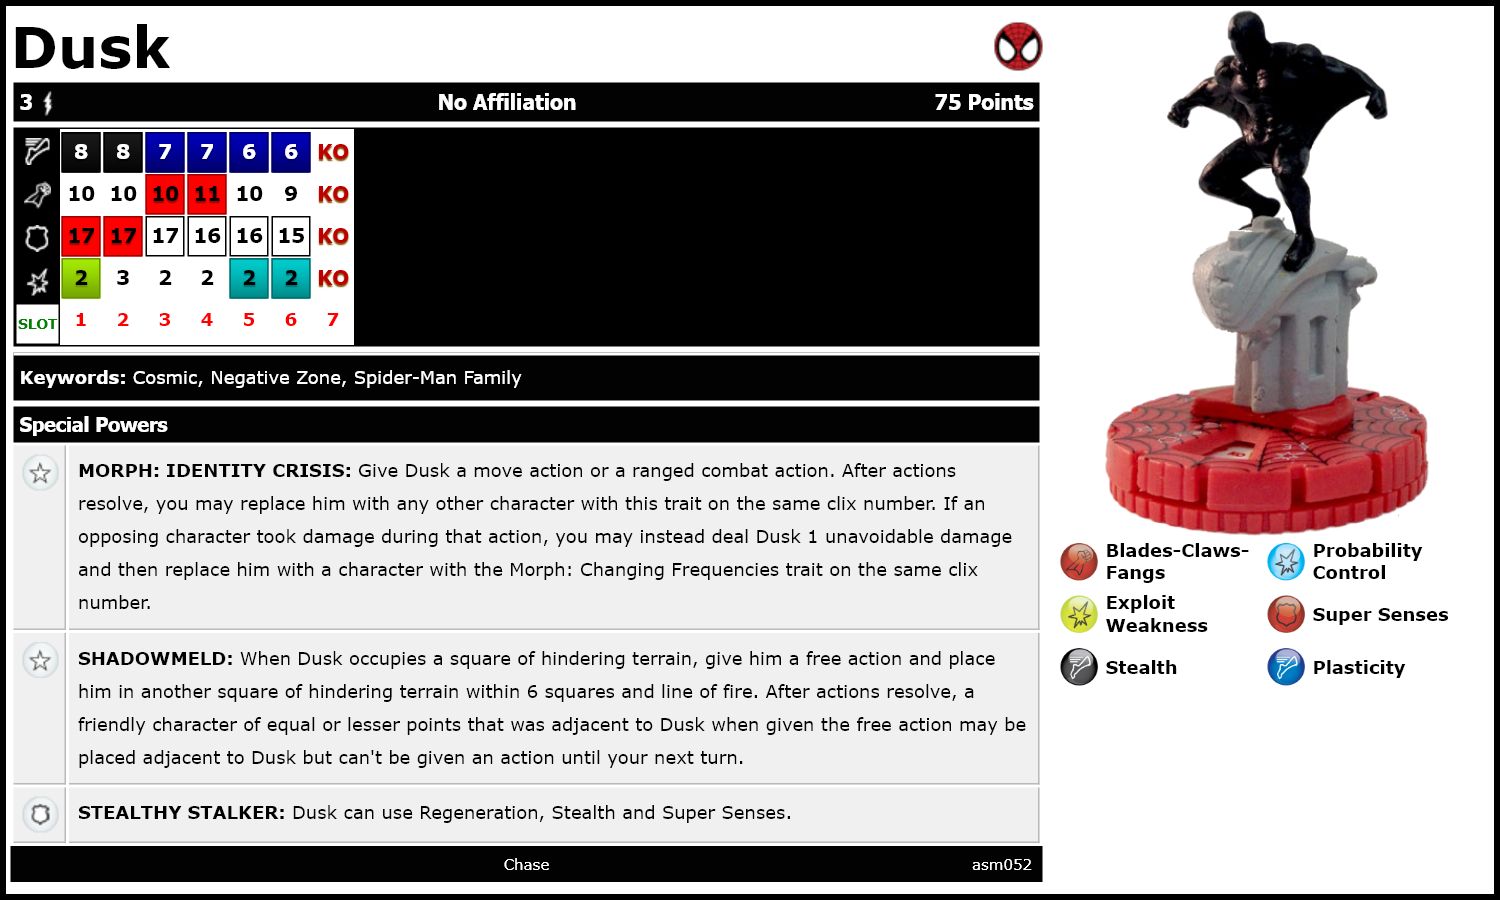 Dusk
3 No Affiliation 75 Points
8 8 7 7 6 6 KO
10 10 10 11 10 9 KO
17 17 17 16 16 15 KO
2 3 2 2 2 2 KO
SLOT 1 2 3 4 5 6 7
Keywords: Cosmic, Negative Zone, Spider-Man Family
Special Powers
MORPH: IDENTITY CRISIS: Give Dusk a move action or a ranged combat action. After actions
resolve, you may replace him with any other character with this trait on the same clix number. If an
opposing character took damage during that action, you may instead deal Dusk 1 unavoidable damage
and then replace him with a character with the Morph: Changing Frequencies trait on the same clix
number.
SHADOWMELD: When Dusk occupies a square of hindering terrain, give him a free action and place
him in another square of hindering terrain within 6 squares and line of fire. After actions resolve, a
friendly character of equal or lesser points that was adjacent to Dusk when given the free action may be
placed adjacent to Dusk but can't be given an action until your next turn.
STEALTHY STALKER: Dusk can use Regeneration, Stealth and Super Senses.
Chase asm052
Blades-Claws-
Fangs
Probability
Control
Exploit
Weakness
Super Senses
Stealth
Plasticity